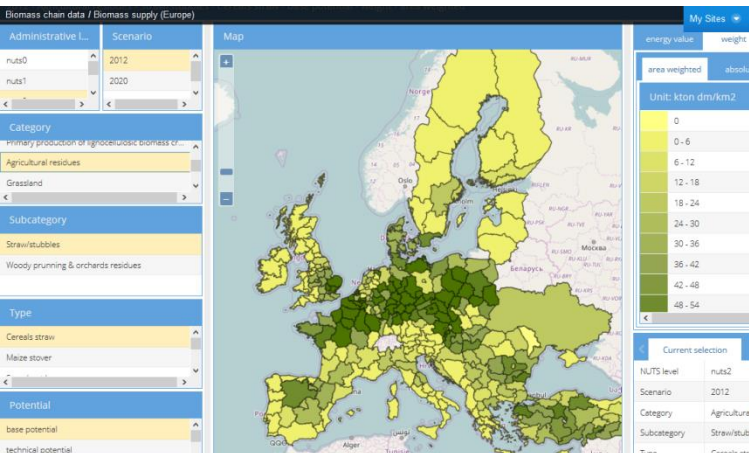 Biomass chain data / Biomass supply (Europe)
My Sites
Administrative l...
nuts0
nuts1
Scenario
2012
2020
Category
Primary production of lignocellulosic biomass cr...
Agricultural residues
Grassland
Subcategory
Straw/stubbles
Woody prunning & orchards residues
Type
Cereals straw
Maize stover
Potential
base potential
technical potential
Map
+
−
Norge
Oslo
Москва
Беларусь
Alger
energy value
weight
area weighted
absolu
Unit: kton dm/km2
0
0 - 6
6 - 12
12 - 18
18 - 24
24 - 30
30 - 36
36 - 42
42 - 48
48 - 54
Current selection
NUTS level
nuts2
Scenario
2012
Category
Agricultura
Subcategory
Straw/stub